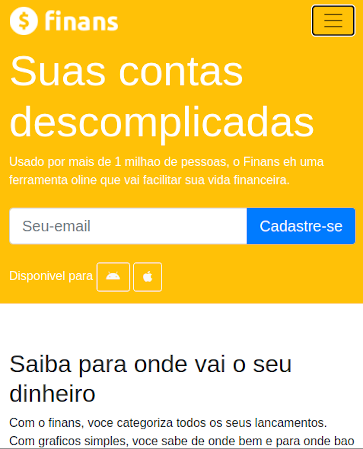 finans
Suas contas
descomplicadas
Usado por mais de 1 milhao de pessoas, o Finans eh uma
ferramenta oline que vai facilitar sua vida financeira.
Seu-email Cadastre-se
Disponivel para
Saiba para onde vai o seu
dinheiro
Com o finans, voce categoriza todos os seus lancamentos.
Com graficos simples, voce sabe de onde bem e para onde bao